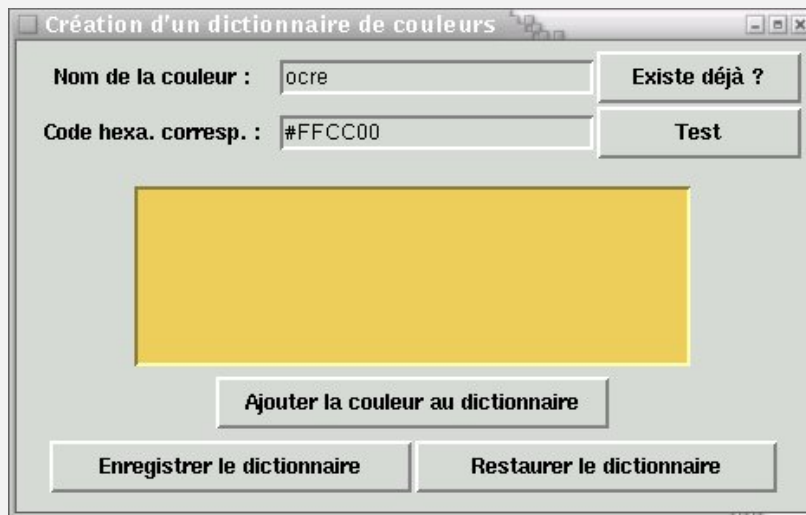 Création d'un dictionnaire de couleurs
Nom de la couleur : ocre Existe déjà ?
Code hexa. corresp. : #FFCC00 Test
Ajouter la couleur au dictionnaire
Enregistrer le dictionnaire Restaurer le dictionnaire